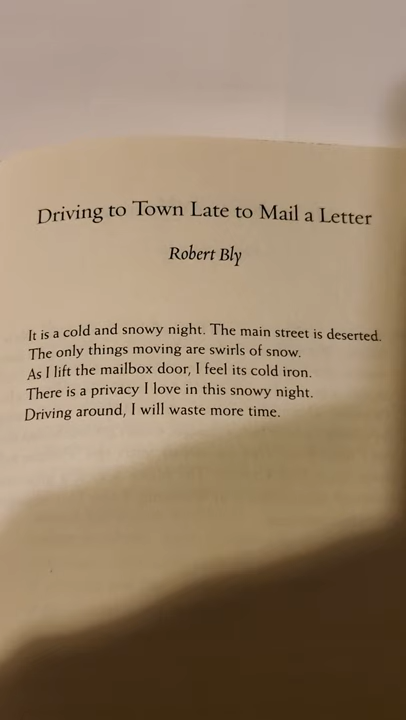 Driving to Town Late to Mail a Letter
Robert Bly
It is a cold and snowy night. The main street is deserted.
The only things moving are swirls of snow.
As I lift the mailbox door, I feel its cold iron.
There is a privacy I love in this snowy night.
Driving around, I will waste more time.